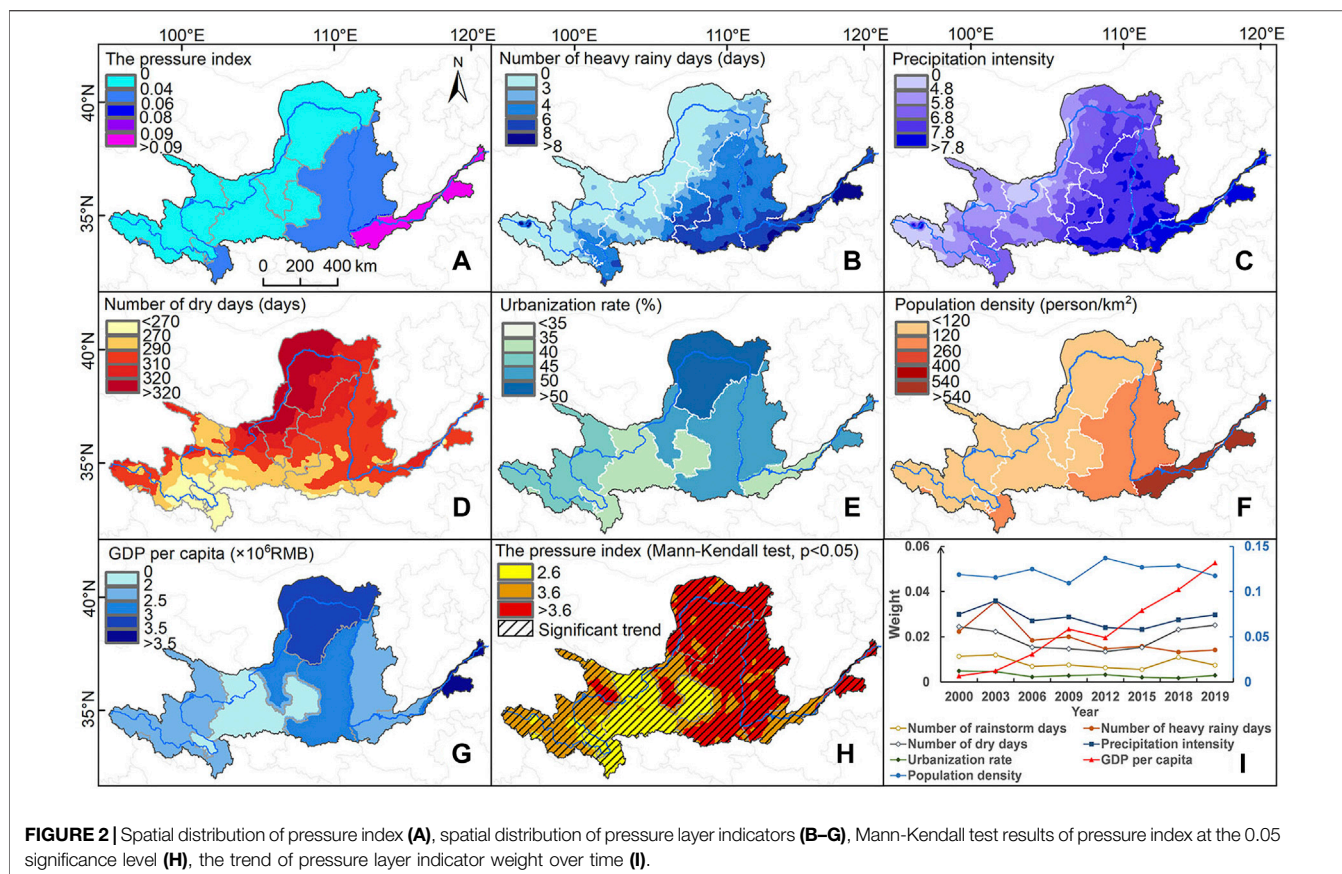 100°E 110°E 120°E 100°E 110°E 120°E 100°E 110°E 120°E
The pressure index
0
0.04
0.06
0.08
0.09
>0.09
N
40°N
35°N
0 200 400 km
A
Number of heavy rainy days (days)
0
3
4
6
8
>8
B
Precipitation intensity
0
4.8
5.8
6.8
7.8
>7.8
C
Number of dry days (days)
<270
270
290
310
320
>320
40°N
35°N
D
Urbanization rate (%)
<35
35
40
45
50
>50
E
Population density (person/km²)
<120
120
260
400
540
>540
F
GDP per capita (×10⁶RMB)
0
2
2.5
3
3.5
>3.5
40°N
35°N
G
The pressure index (Mann-Kendall test, p<0.05)
2.6
3.6
>3.6
Significant trend
H
0.06 0.15
0.04 0.1
0.02 0.05
0 0
Weight
2000 2003 2006 2009 2012 2015 2018 2019
Year
Number of rainstorm days Number of heavy rainy days
Number of dry days Precipitation intensity
Urbanization rate GDP per capita
Population density
I
FIGURE 2 | Spatial distribution of pressure index (A), spatial distribution of pressure layer indicators (B–G), Mann-Kendall test results of pressure index at the 0.05
significance level (H), the trend of pressure layer indicator weight over time (I).